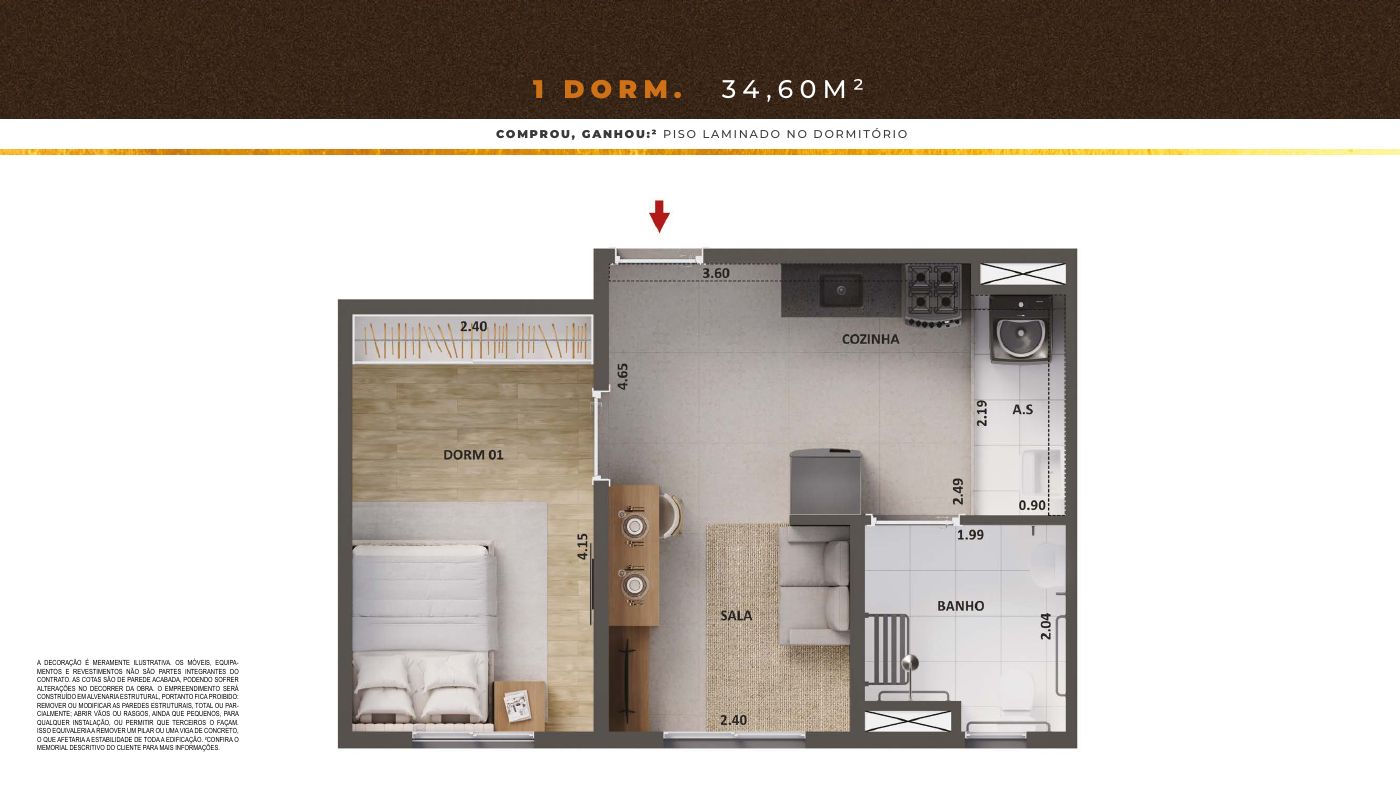 1 DORM. 34,60M²
COMPROU, GANHOU:² PISO LAMINADO NO DORMITÓRIO
3.60
2.40
COZINHA
4.65
2.19
A.S
DORM 01
2.49
0.90
1.99
4.15
BANHO
SALA
2.04
2.40
A DECORAÇÃO É MERAMENTE ILUSTRATIVA. OS MÓVEIS, EQUIPA-
MENTOS E REVESTIMENTOS NÃO SÃO PARTES INTEGRANTES DO
CONTRATO. AS COTAS SÃO DE PAREDE ACABADA, PODENDO SOFRER
ALTERAÇÕES NO DECORRER DA OBRA. O EMPREENDIMENTO SERÁ
CONSTRUÍDO EM ALVENARIA ESTRUTURAL, PORTANTO FICA PROIBIDO:
REMOVER OU MODIFICAR AS PAREDES ESTRUTURAIS, TOTAL OU PAR-
CIALMENTE; ABRIR VÃOS OU RASGOS, AINDA QUE PEQUENOS, PARA
QUALQUER INSTALAÇÃO, OU PERMITIR QUE TERCEIROS O FAÇAM.
ISSO EQUIVALERIA A REMOVER UM PILAR OU UMA VIGA DE CONCRETO,
O QUE AFETARIA A ESTABILIDADE DE TODA A EDIFICAÇÃO. ²CONFIRA O
MEMORIAL DESCRITIVO DO CLIENTE PARA MAIS INFORMAÇÕES.